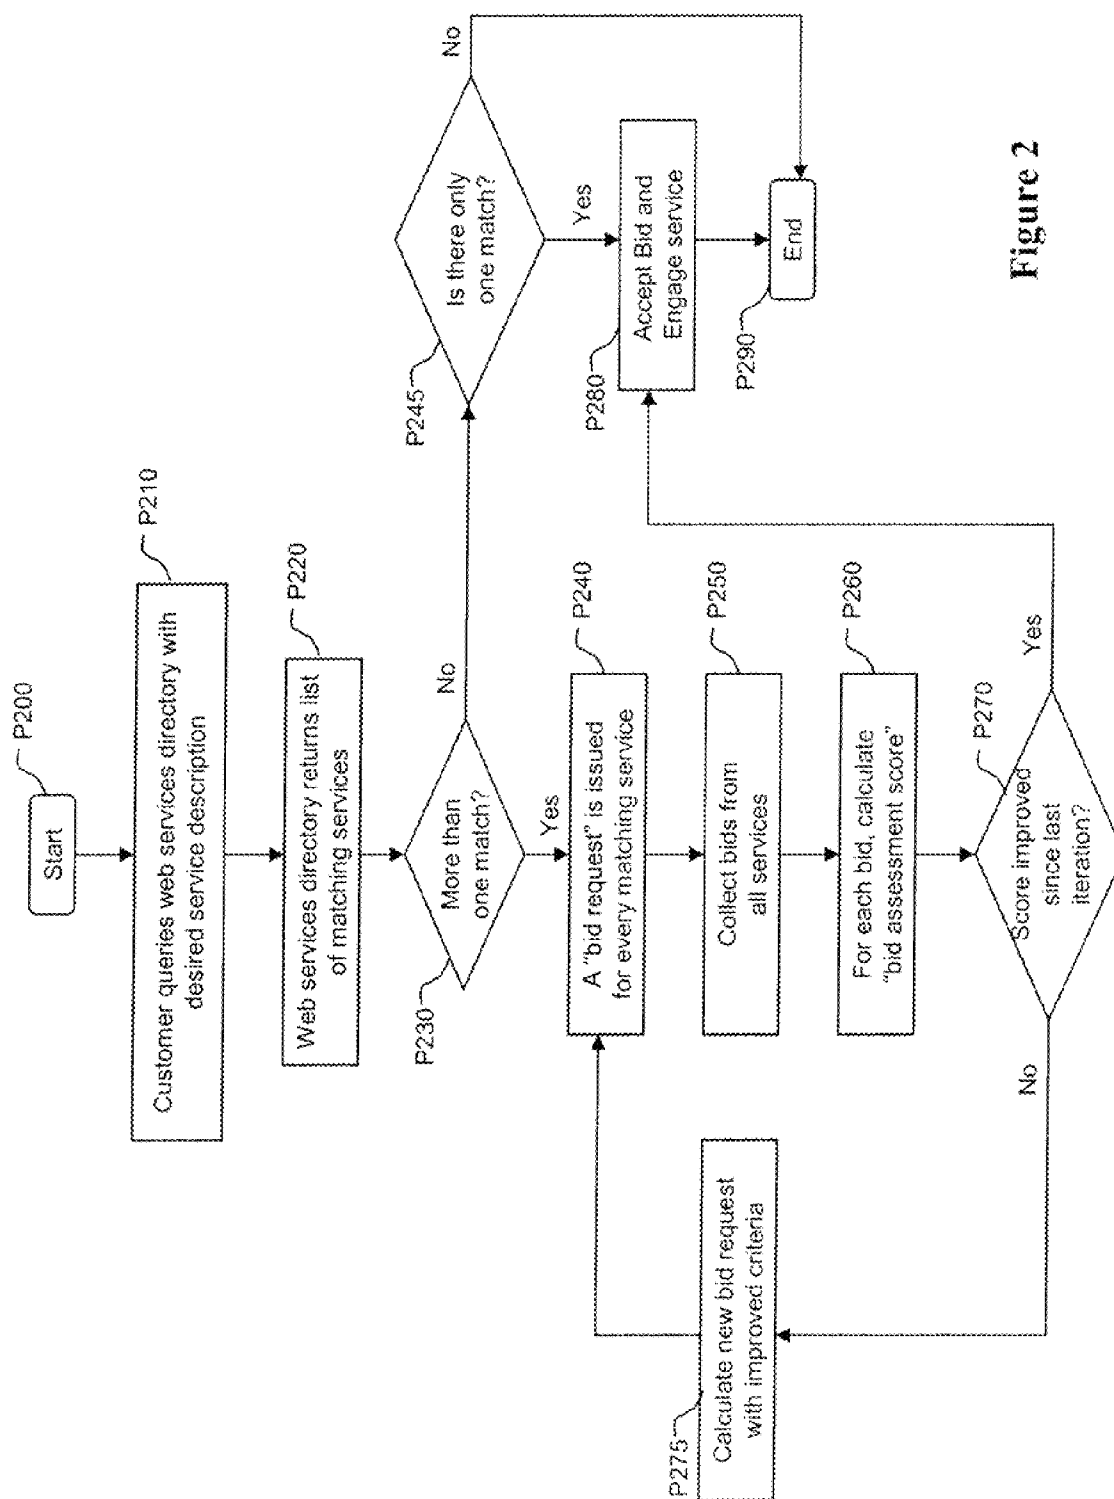 Start
P200
Customer queries web services directory with
desired service description
P210
Web services directory returns list
of matching services
P220
More than
one match?
P230
No
Yes
Is there only
one match?
P245
No
Yes
A "bid request" is issued
for every matching service
P240
Collect bids from
all services
P250
For each bid, calculate
“bid assessment score”
P260
Score improved
since last
iteration?
P270
Yes
No
Calculate new bid request
with improved criteria
P275
Accept Bid and
Engage service
P280
End
P290
Figure 2